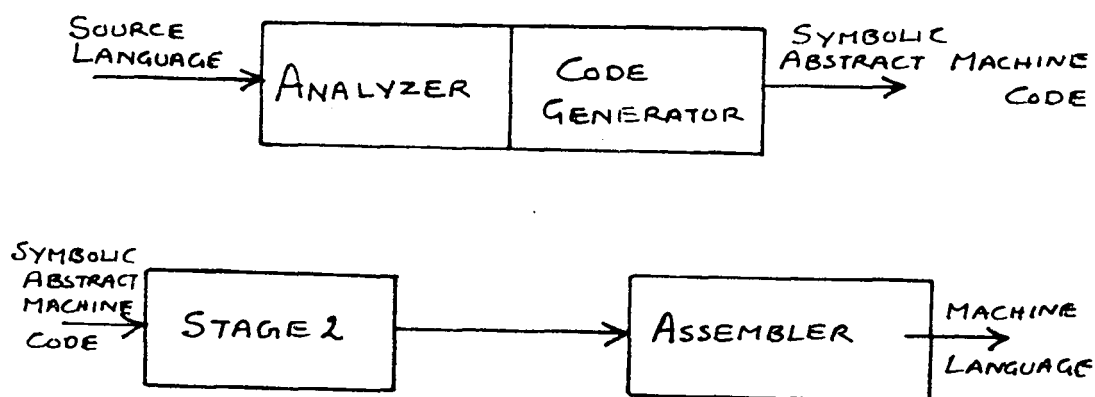 SOURCE
LANGUAGE
ANALYZER
CODE
GENERATOR
SYMBOLIC
ABSTRACT MACHINE
CODE
SYMBOLIC
ABSTRACT
MACHINE
CODE
STAGE 2
ASSEMBLER
MACHINE
LANGUAGE